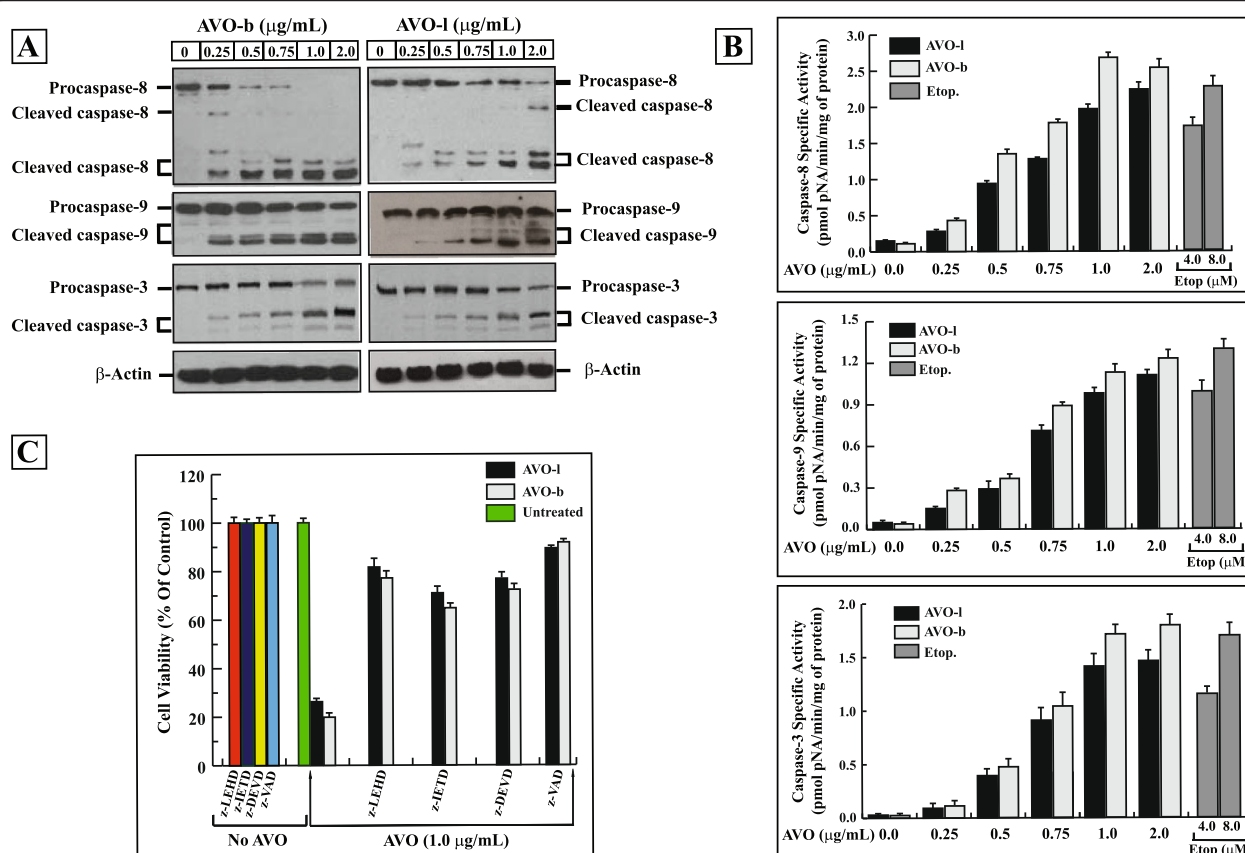 A
AVO-b (μg/mL)
0 0.25 0.5 0.75 1.0 2.0
AVO-l (μg/mL)
0 0.25 0.5 0.75 1.0 2.0
Procaspase-8
Cleaved caspase-8
Cleaved caspase-8
Procaspase-9
Cleaved caspase-9
Procaspase-3
Cleaved caspase-3
β-Actin
Procaspase-8
Cleaved caspase-8
Cleaved caspase-8
Procaspase-9
Cleaved caspase-9
Procaspase-3
Cleaved caspase-3
β-Actin
B
Caspase-8 Specific Activity
(pmol pNA/min/mg of protein)
3.0
2.5
2.0
1.5
1.0
0.5
0.0
AVO-l
AVO-b
Etop.
AVO (μg/mL) 0.0 0.25 0.5 0.75 1.0 2.0
4.0 8.0
Etop (μM)
Caspase-9 Specific Activity
(pmol pNA/min/mg of protein)
1.5
1.2
0.9
0.6
0.3
0.0
AVO-l
AVO-b
Etop.
AVO (μg/mL) 0.0 0.25 0.5 0.75 1.0 2.0
4.0 8.0
Etop (μM
Caspase-3 Specific Activity
(pmol pNA/min/mg of protein)
2.0
1.5
1.0
0.5
0.0
AVO-l
AVO-b
Etop.
AVO (μg/mL) 0.0 0.25 0.5 0.75 1.0 2.0
4.0 8.0
Etop (μM
C
Cell Viability (% Of Control)
120
100
80
60
40
20
0
AVO-l
AVO-b
Untreated
z-LEHD
z-IETD
z-DEVD
z-VAD
z-LEHD
z-IETD
z-DEVD
z-VAD
No AVO
AVO (1.0 μg/mL)